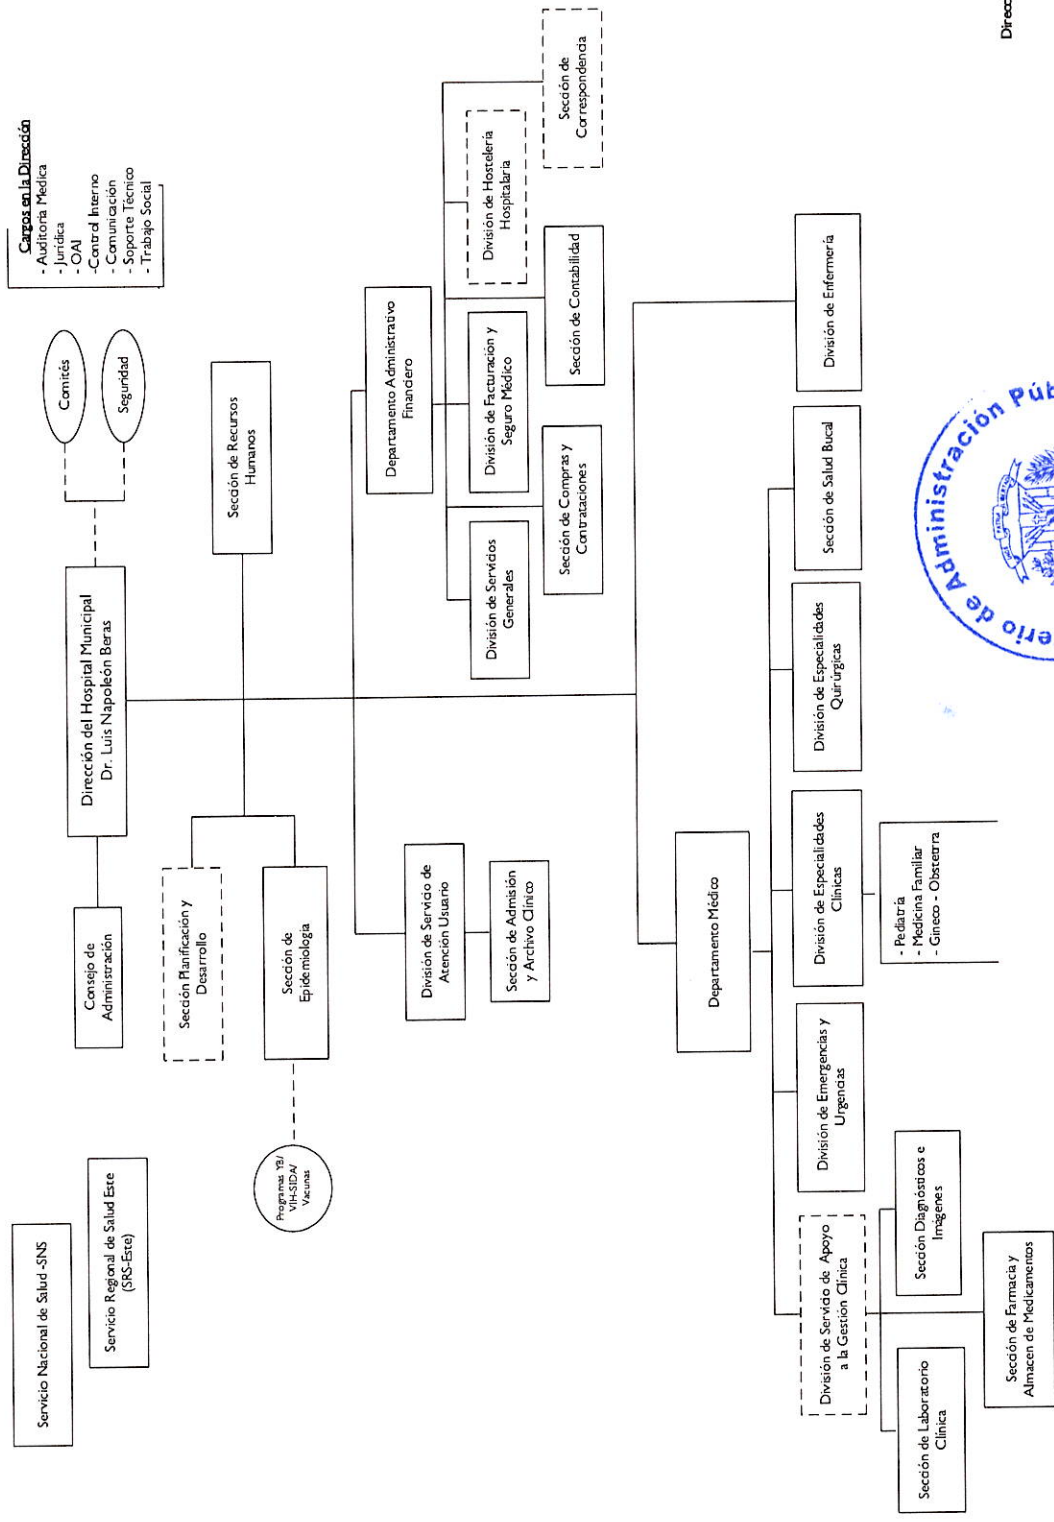 Servicio Nacional de Salud -SNS
Servicio Regional de Salud Este
(SRS-Este)
Consejo de
Administración
Dirección del Hospital Municipal
Dr. Luis Napoleón Beras
Comités
Seguridad
Cargos en la Dirección
- Auditoria Medica
- Jurídica
- OAI
-Control Interno
- Comunicación
- Soporte Técnico
- Trabajo Social
Sección Planificación y
Desarrollo
Sección de
Epidemiología
Programas YB/
VIH-SIDA/
Vacunas
Sección de Recursos
Humanos
División de Servicio de
Atención Usuario
Sección de Admisión
y Archivo Clínico
Departamento Administrativo
Financiero
División de Servicios
Generales
División de Facturación y
Seguro Médico
División de Hostelería
Hospitalaria
Sección de Compras y
Contrataciones
Sección de Contabilidad
Sección de
Correspondencia
Departamento Médico
División de Servicio de Apoyo
a la Gestión Clínica
División de Emergencias y
Urgencias
División de Especialidades
Clínicas
División de Especialidades
Quirúrgicas
Sección de Salud Bucal
División de Enfermería
Sección de Laboratorio
Clínica
Sección Diagnósticos e
Imágenes
Sección de Farmacia y
Almacen de Medicamentos
- Pediatría
- Medicina Familiar
- Gineco - Obstetrra
erio de Administración Púb
Direcc